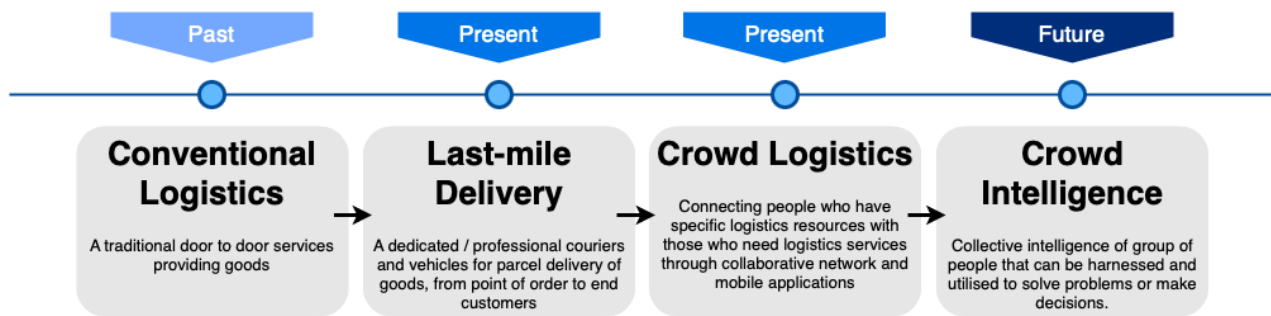 Past
Present
Present
Future
Conventional
Logistics
A traditional door to door services
providing goods
Last-mile
Delivery
A dedicated / professional couriers
and vehicles for parcel delivery of
goods, from point of order to end
customers
Crowd Logistics
Connecting people who have
specific logistics resources with
those who need logistics services
through collaborative network and
mobile applications
Crowd
Intelligence
Collective intelligence of group of
people that can be harnessed and
utilised to solve problems or make
decisions.